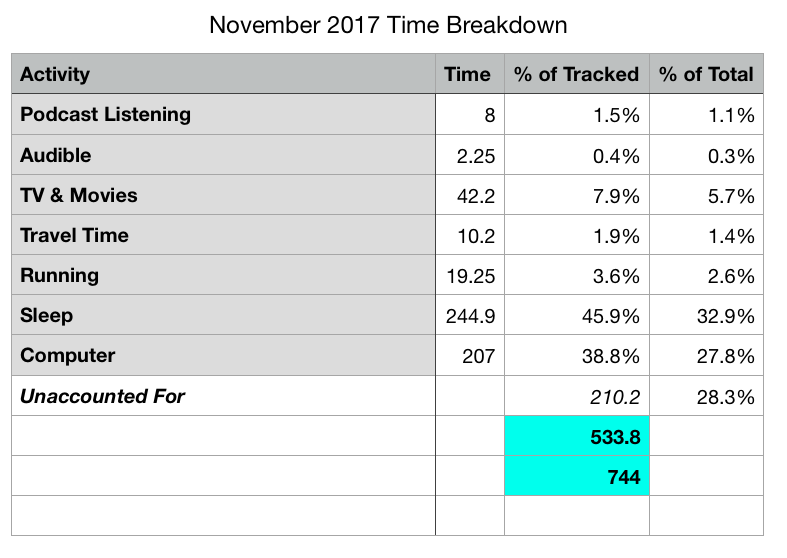 November 2017 Time Breakdown
Activity Time % of Tracked % of Total
Podcast Listening 8 1.5% 1.1%
Audible 2.25 0.4% 0.3%
TV & Movies 42.2 7.9% 5.7%
Travel Time 10.2 1.9% 1.4%
Running 19.25 3.6% 2.6%
Sleep 244.9 45.9% 32.9%
Computer 207 38.8% 27.8%
Unaccounted For 210.2 28.3%
533.8
744